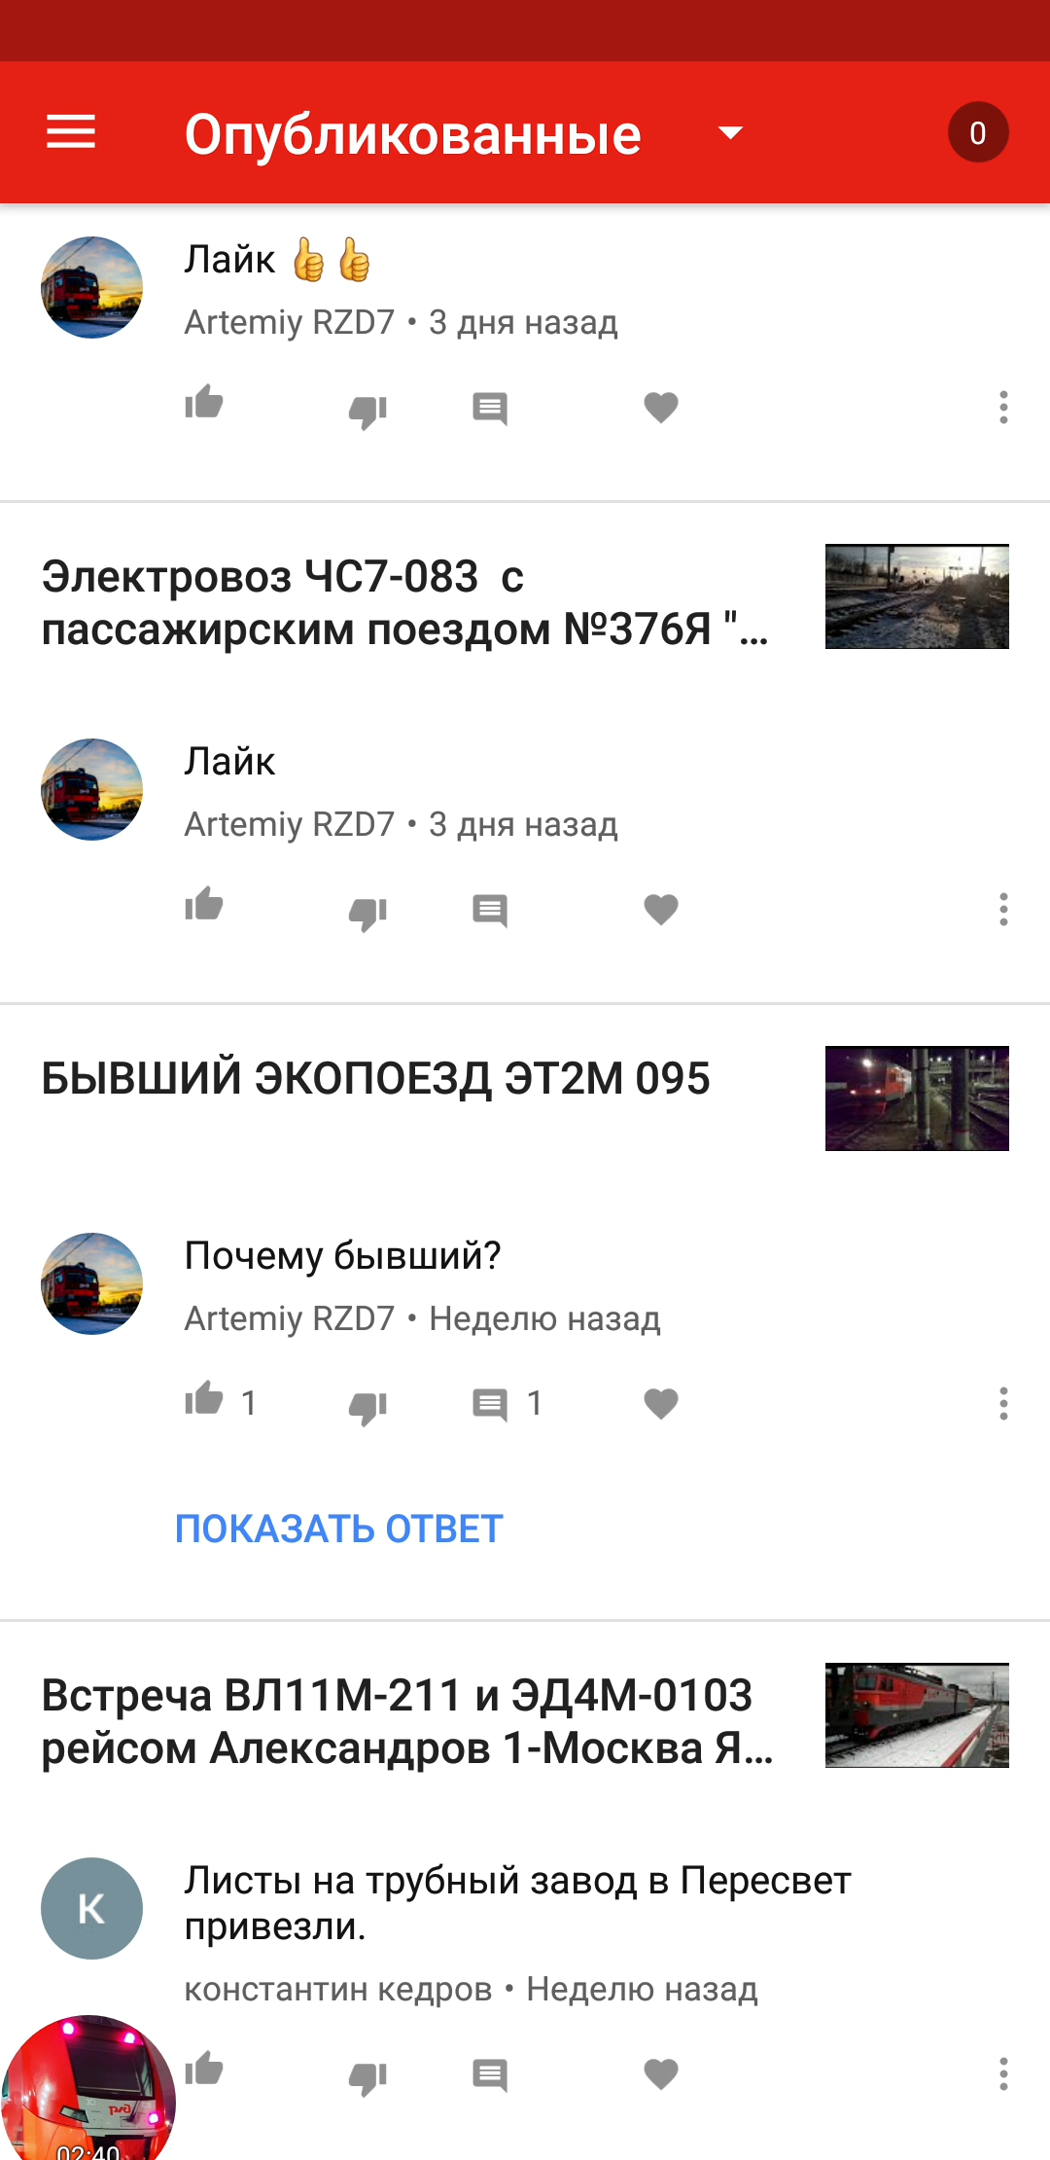 Опубликованные
0
Лайк 👍👍
Artemiy RZD7 • 3 дня назад
Электровоз ЧС7-083 с
пассажирским поездом №376Я "...
Лайк
Artemiy RZD7 • 3 дня назад
БЫВШИЙ ЭКОПОЕЗД ЭТ2М 095
Почему бывший?
Artemiy RZD7 • Неделю назад
1
1
ПОКАЗАТЬ ОТВЕТ
Встреча ВЛ11М-211 и ЭД4М-0103
рейсом Александров 1-Москва Я...
К
Листы на трубный завод в Пересвет
привезли.
константин кедров • Неделю назад
02:40